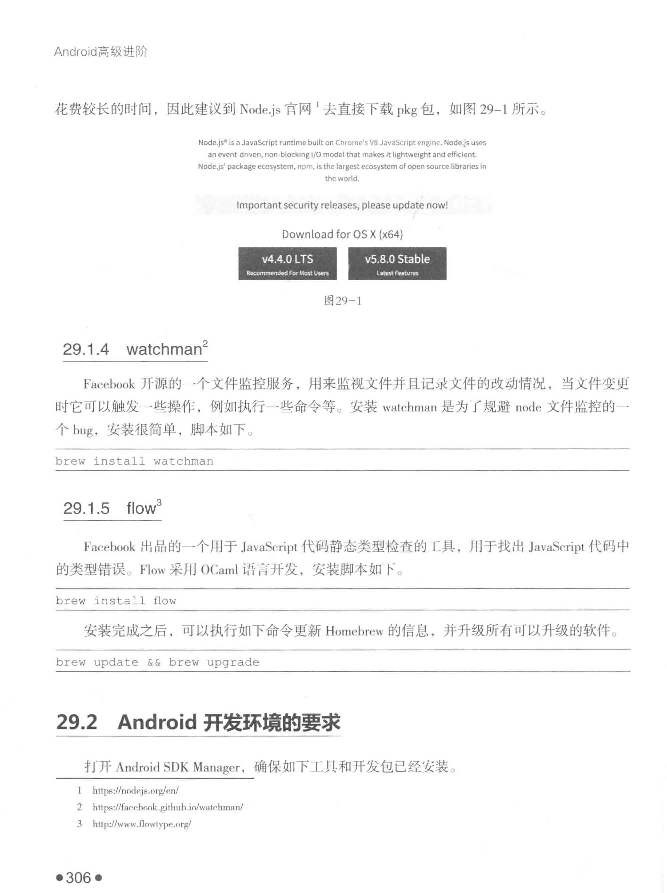 Android高级进阶
花费较长的时间，因此建议到 Node.js 官网1去直接下载 pkg 包，如图 29-1 所示。
Node.js® is a JavaScript runtime built on Chrome's V8 JavaScript engine. Node.js uses
an event-driven, non-blocking I/O model that makes it lightweight and efficient.
Node.js' package ecosystem, npm, is the largest ecosystem of open source libraries in
the world.
Important security releases, please update now!
Download for OS X (x64)
v4.4.0 LTS v5.8.0 Stable
Recommended For Most Users Latest Features
图29-1
29.1.4 watchman2
Facebook 开源的一个文件监控服务，用来监视文件并且记录文件的改动情况，当文件变更
时它可以触发一些操作，例如执行一些命令等。安装 watchman 是为了规避 node 文件监控的一
个 bug，安装很简单，脚本如下。
brew install watchman
29.1.5 flow3
Facebook 出品的一个用于 JavaScript 代码静态类型检查的工具，用于找出 JavaScript 代码中
的类型错误。Flow 采用 OCaml 语言开发，安装脚本如下。
brew install flow
安装完成之后，可以执行如下命令更新 Homebrew 的信息，并升级所有可以升级的软件。
brew update && brew upgrade
29.2 Android 开发环境的要求
打开 Android SDK Manager，确保如下工具和开发包已经安装。
1 https://nodejs.org/en/
2 https://facebook.github.io/watchman/
3 http://www.flowtype.org/
●306●